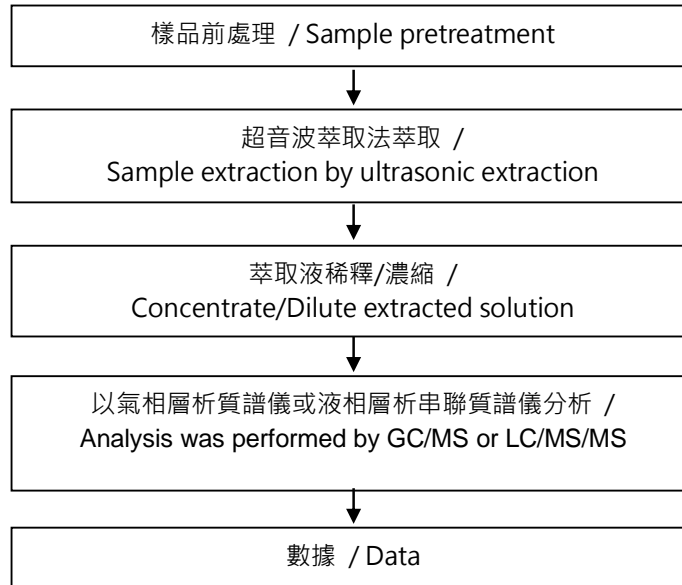 樣品前處理 / Sample pretreatment
超音波萃取法萃取 /
Sample extraction by ultrasonic extraction
萃取液稀釋/濃縮 /
Concentrate/Dilute extracted solution
以氣相層析質譜儀或液相層析串聯質譜儀分析 /
Analysis was performed by GC/MS or LC/MS/MS
數據 / Data